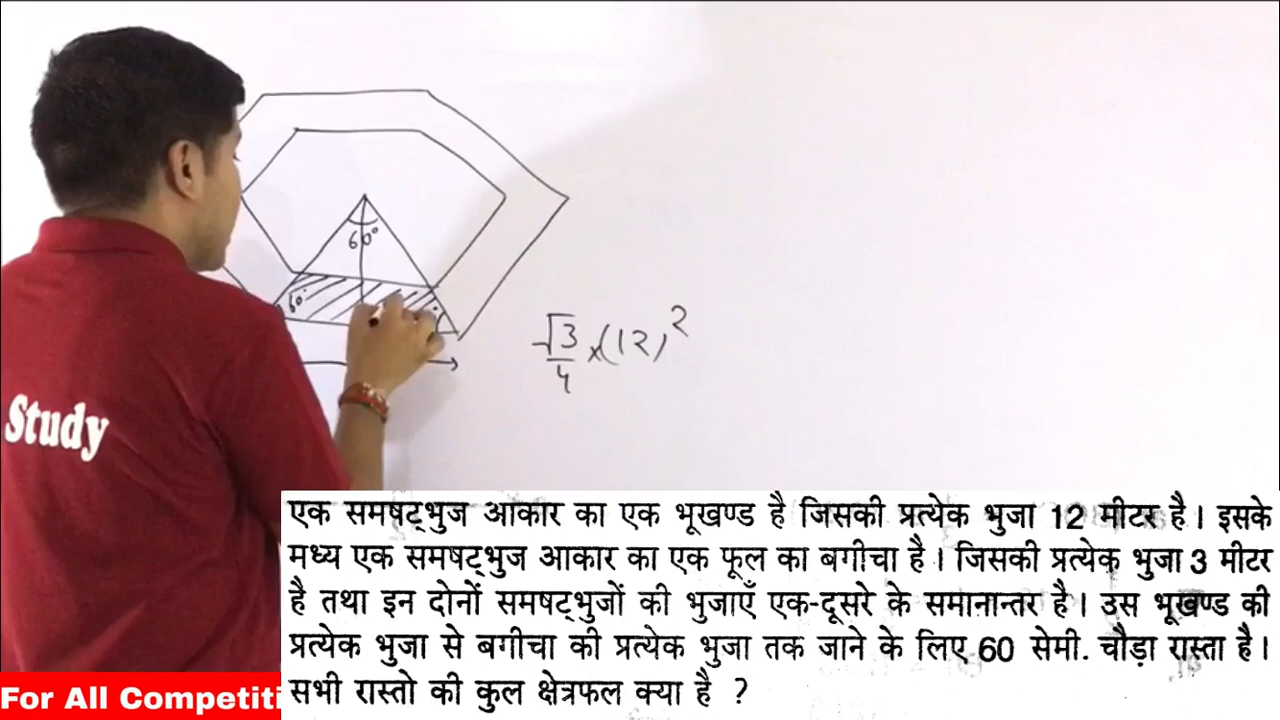 60°
60°
√3/4 × (12)²
Study
एक समषट्भुज आकार का एक भूखण्ड है जिसकी प्रत्येक भुजा 12 मीटर है। इसके
मध्य एक समषट्भुज आकार का एक फूल का बगीचा है। जिसकी प्रत्येक भुजा 3 मीटर
है तथा इन दोनों समषट्भुजों की भुजाएँ एक-दूसरे के समानान्तर है। उस भूखण्ड की
प्रत्येक भुजा से बगीचा की प्रत्येक भुजा तक जाने के लिए 60 सेमी. चौड़ा रास्ता है।
For All Competiti
सभी रास्तो की कुल क्षेत्रफल क्या है ?